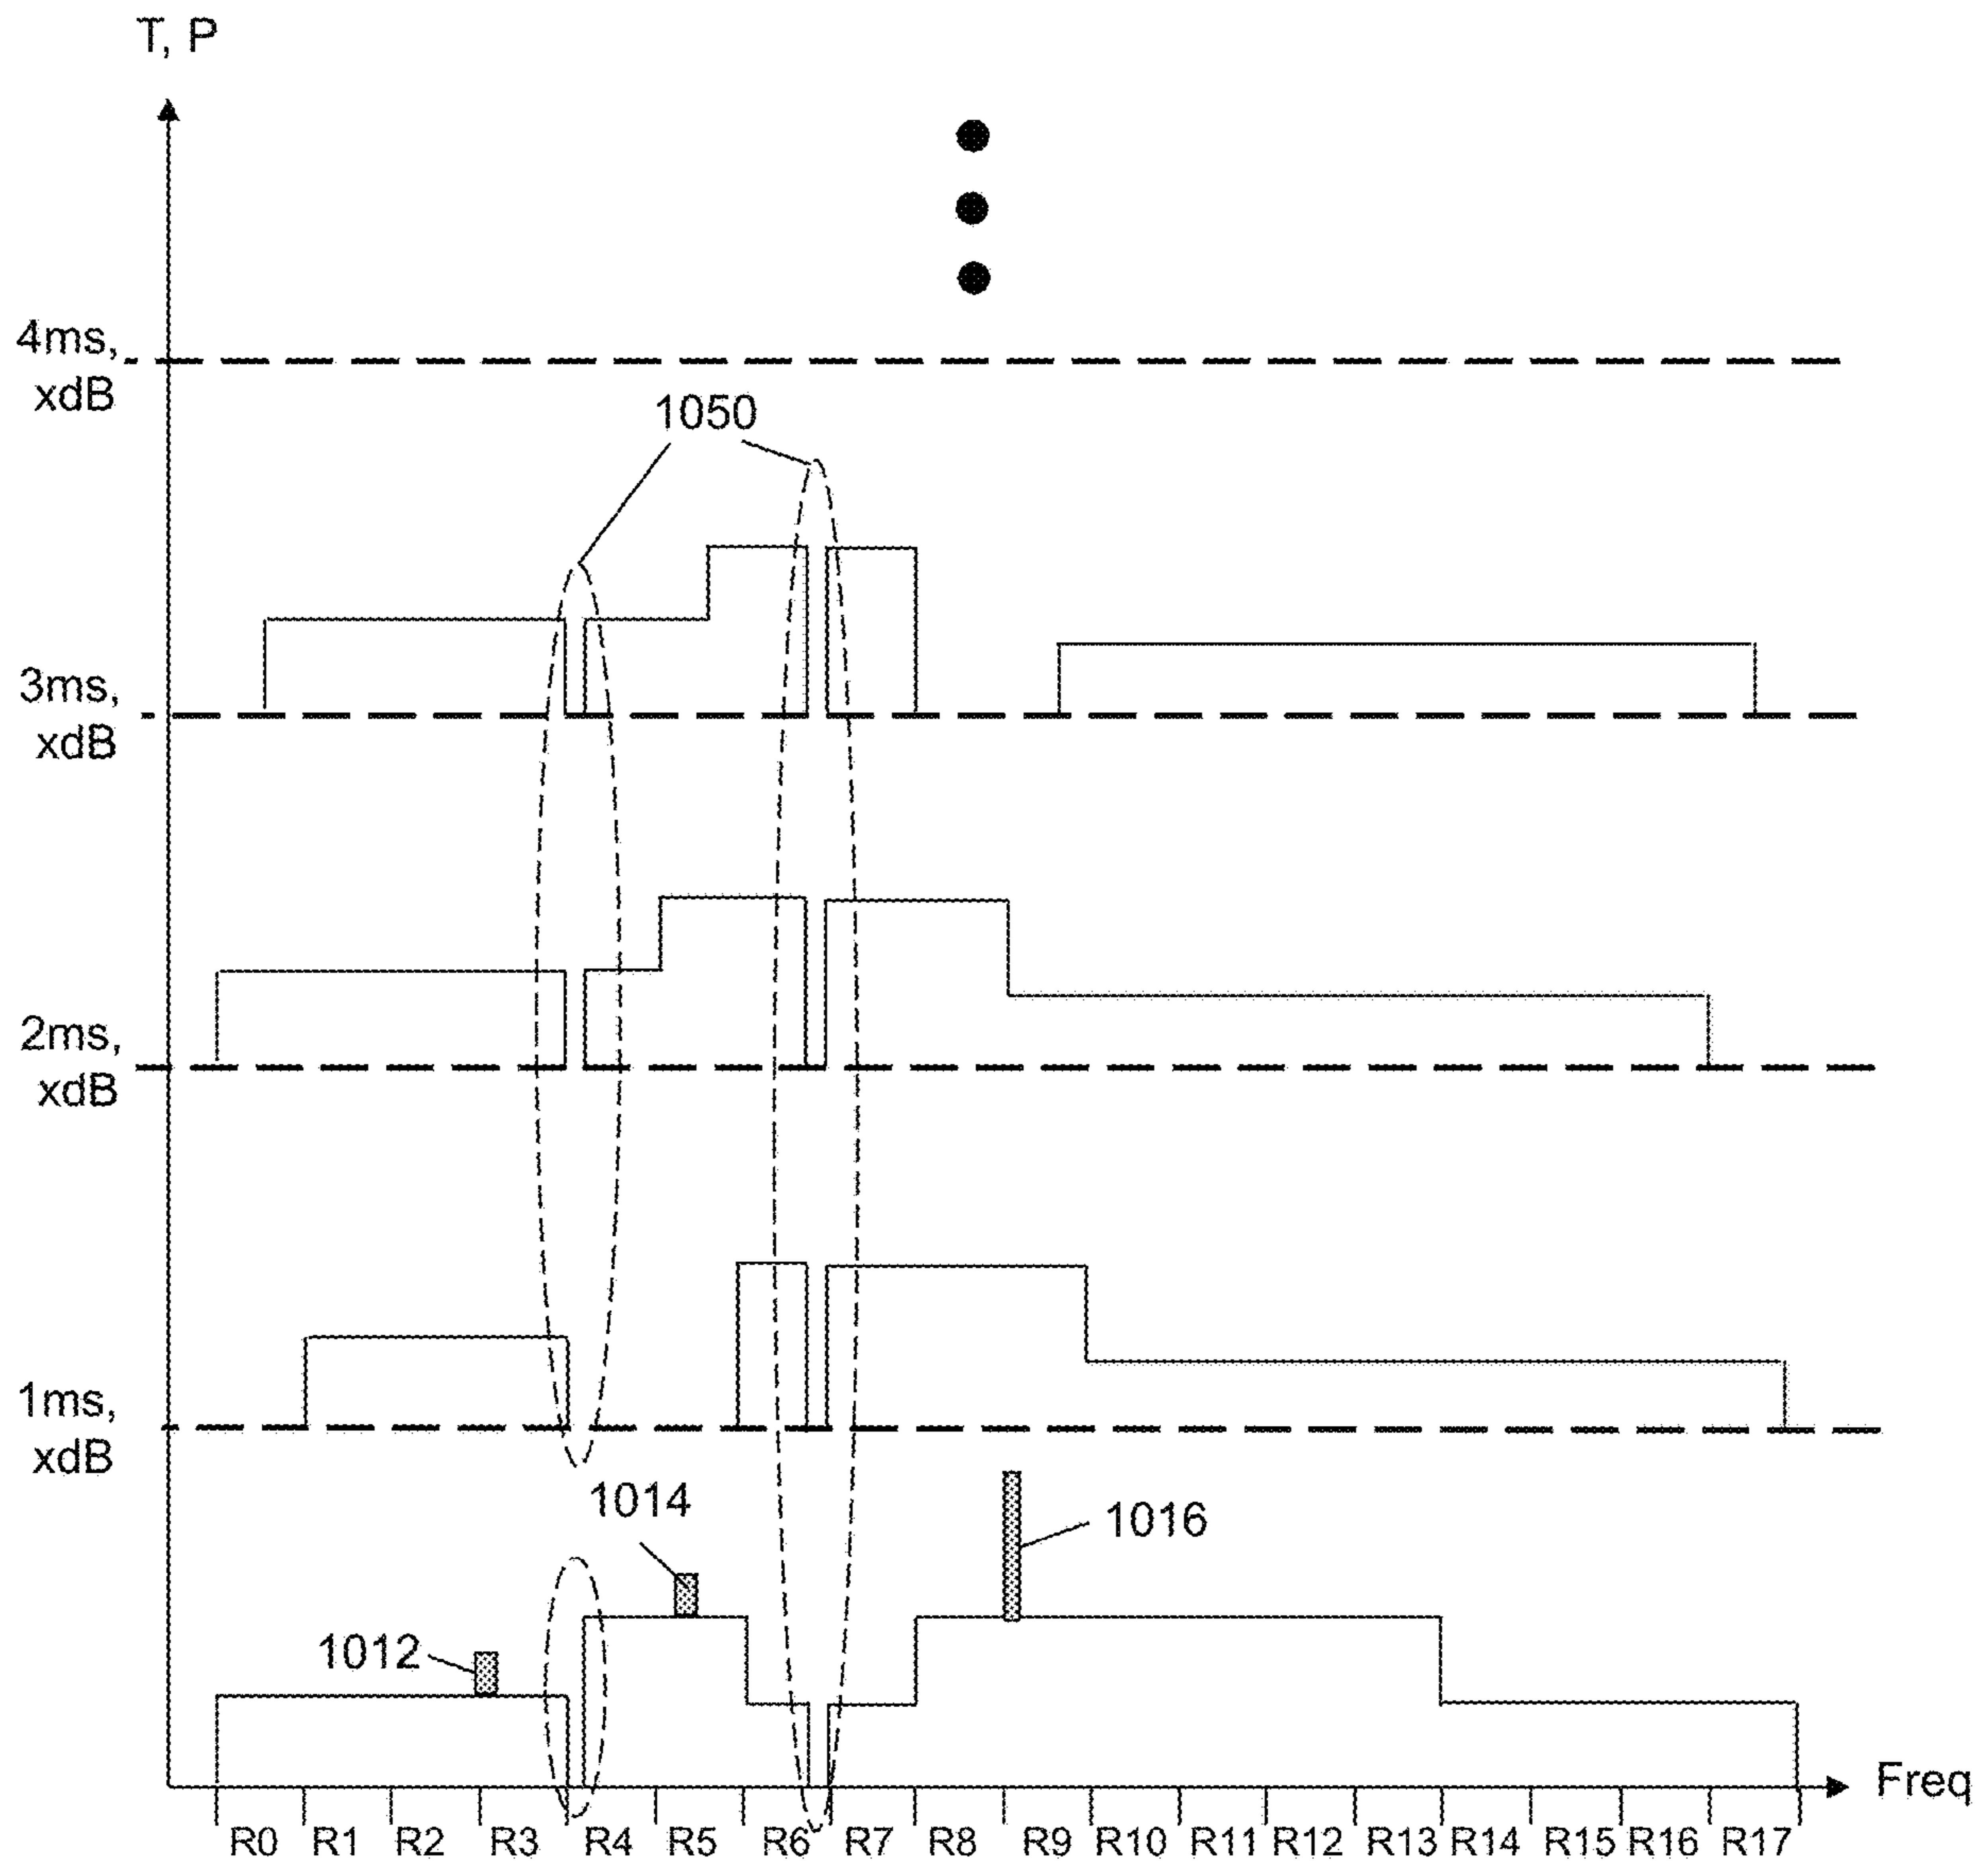 T, P
4ms,
xdB
1050
3ms,
xdB
2ms,
xdB
1ms,
xdB
1014
1016
1012
Freq
R0 R1 R2 R3 R4 R5 R6 R7 R8 R9 R10 R11 R12 R13 R14 R15 R16 R17